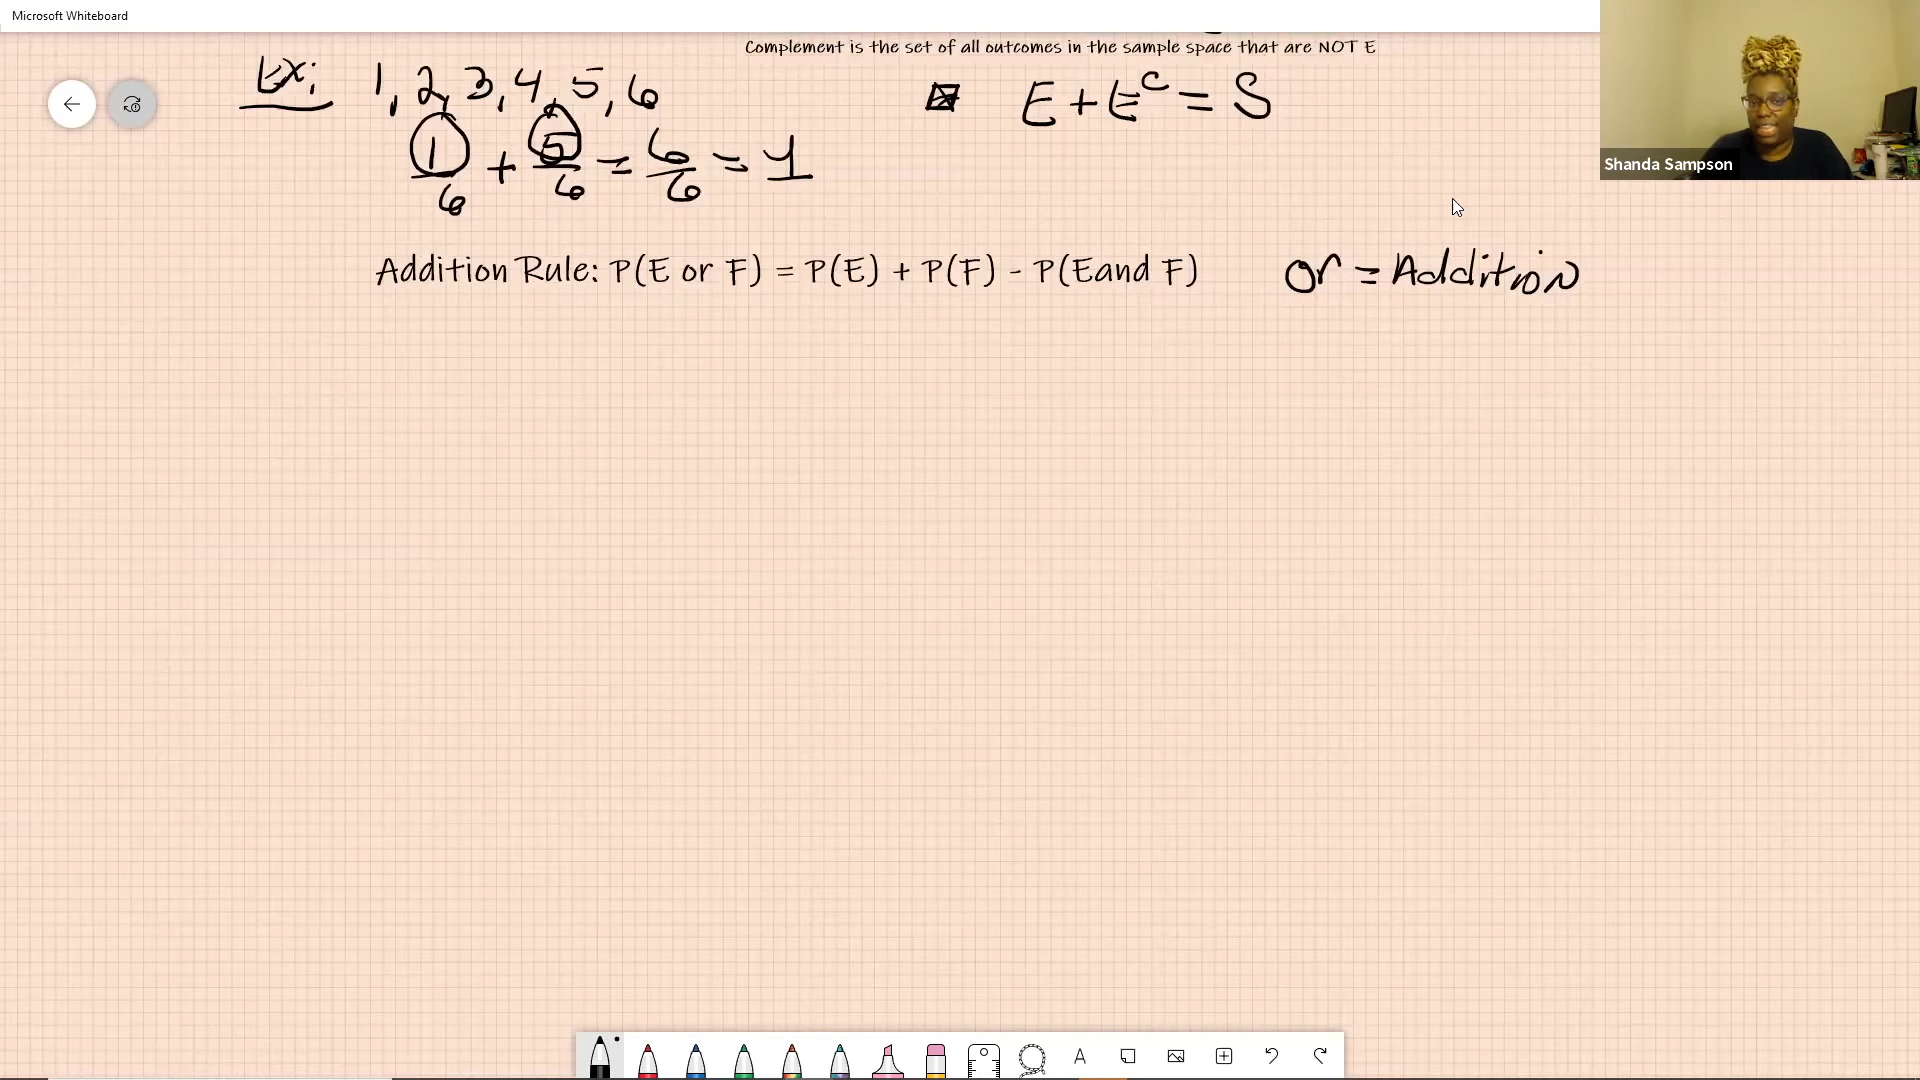 Microsoft Whiteboard
Complement is the set of all outcomes in the sample space that are NOT E
Ex: 1, 2, 3, 4, 5, 6
E + E^c = S
1/6 + 5/6 = 6/6 = 1
Shanda Sampson
Addition Rule: P(E or F) = P(E) + P(F) - P(Eand F)
or = Addition